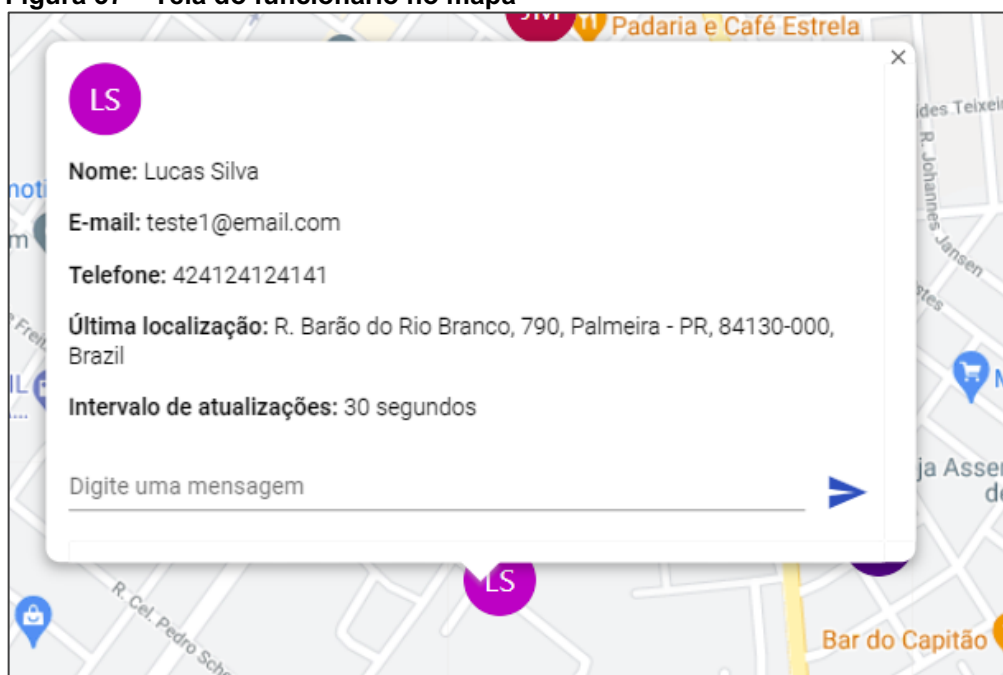 Padaria e Café Estrela
LS
Nome: Lucas Silva
E-mail: teste1@email.com
Telefone: 424124124141
Última localização: R. Barão do Rio Branco, 790, Palmeira - PR, 84130-000,
Brazil
Intervalo de atualizações: 30 segundos
Digite uma mensagem
LS
R. Johannes Jansen
R. Cel. Pedro
Bar do Capitão